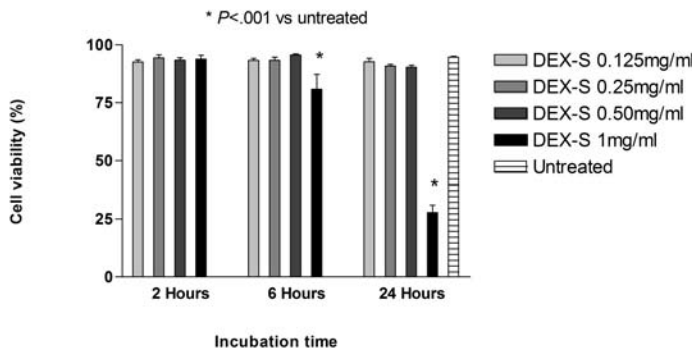 * P<.001 vs untreated
100
75
50
25
0
Cell viability (%)
*
*
2 Hours
6 Hours
24 Hours
Incubation time
DEX-S 0.125mg/ml
DEX-S 0.25mg/ml
DEX-S 0.50mg/ml
DEX-S 1mg/ml
Untreated